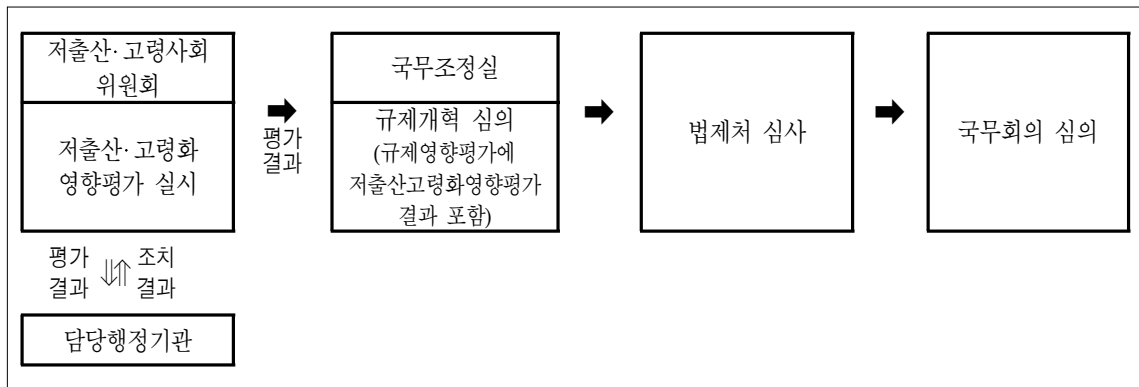 저출산·고령사회
위원회
저출산·고령화
영향평가 실시
평가
결과
조치
결과
담당행정기관
평가
결과
국무조정실
규제개혁 심의
(규제영향평가에
저출산고령화영향평가
결과 포함)
법제처 심사
국무회의 심의